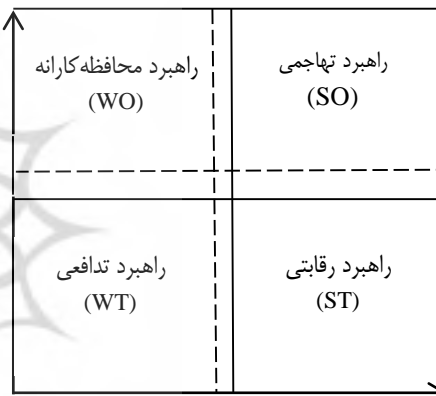 راهبرد تهاجمی
(SO)
راهبرد محافظه‌کارانه
(WO)
راهبرد رقابتی
(ST)
راهبرد تدافعی
(WT)